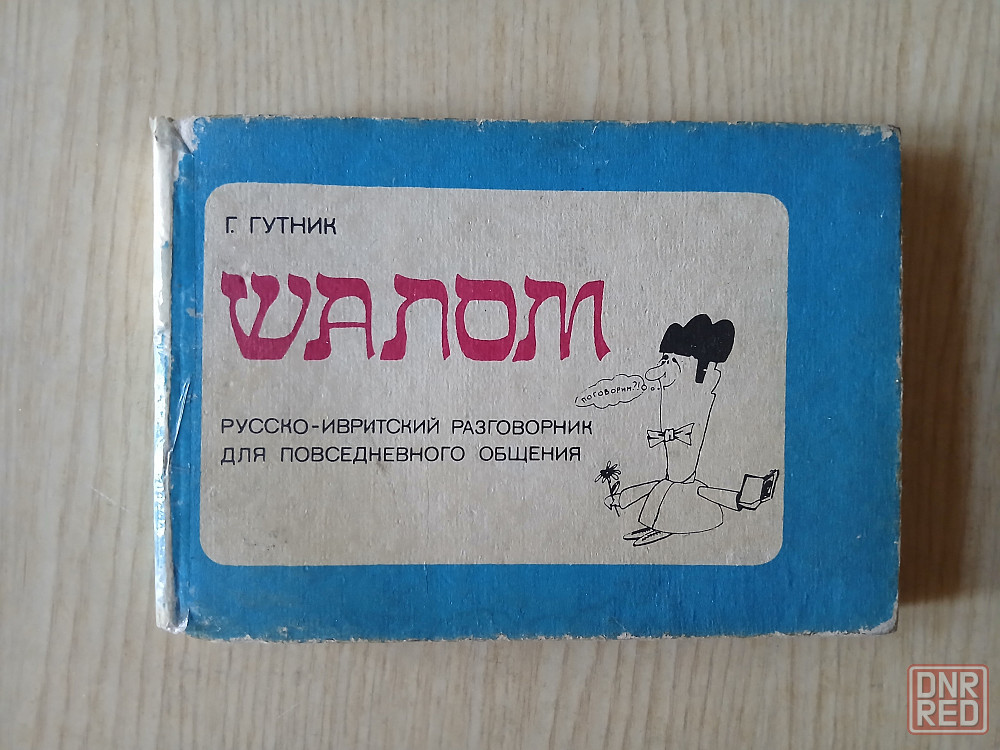 Г. ГУТНИК
ШАЛОМ
ПОГОВОРИМ?!
РУССКО-ИВРИТСКИЙ РАЗГОВОРНИК
ДЛЯ ПОВСЕДНЕВНОГО ОБЩЕНИЯ
DNR
RED